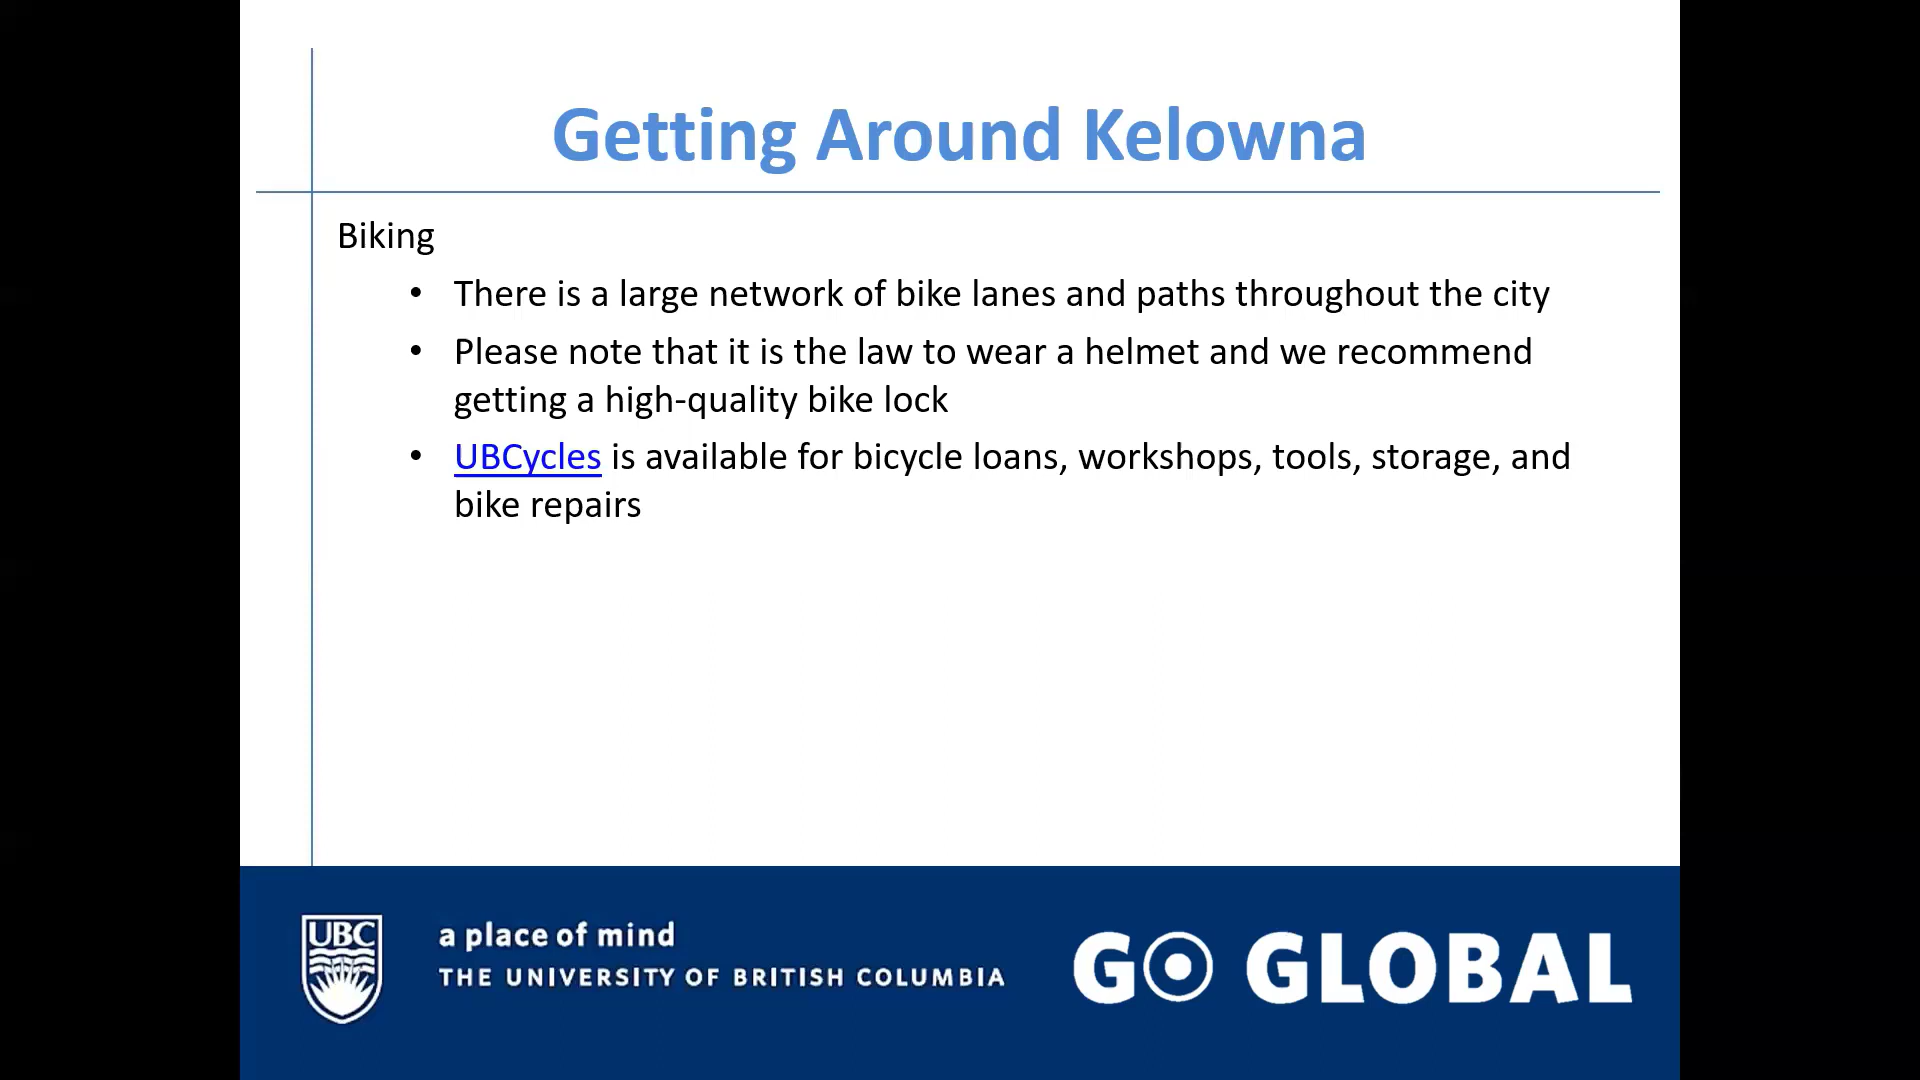 Getting Around Kelowna
Biking
• There is a large network of bike lanes and paths throughout the city
• Please note that it is the law to wear a helmet and we recommend
getting a high-quality bike lock
• UBCycles is available for bicycle loans, workshops, tools, storage, and
bike repairs
UBC
a place of mind
THE UNIVERSITY OF BRITISH COLUMBIA
GO GLOBAL